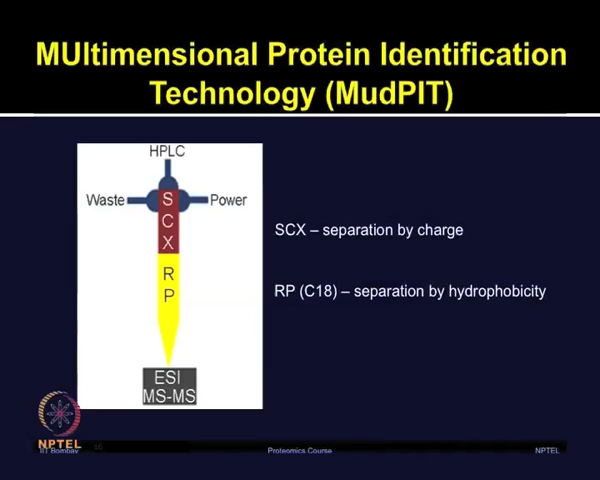 MUltimensional Protein Identification
Technology (MudPIT)
HPLC
Waste
Power
S
C
X
R
P
ESI
MS-MS
SCX – separation by charge
RP (C18) – separation by hydrophobicity
NPTEL
IIT Bombay
Proteomics Course
NPTEL